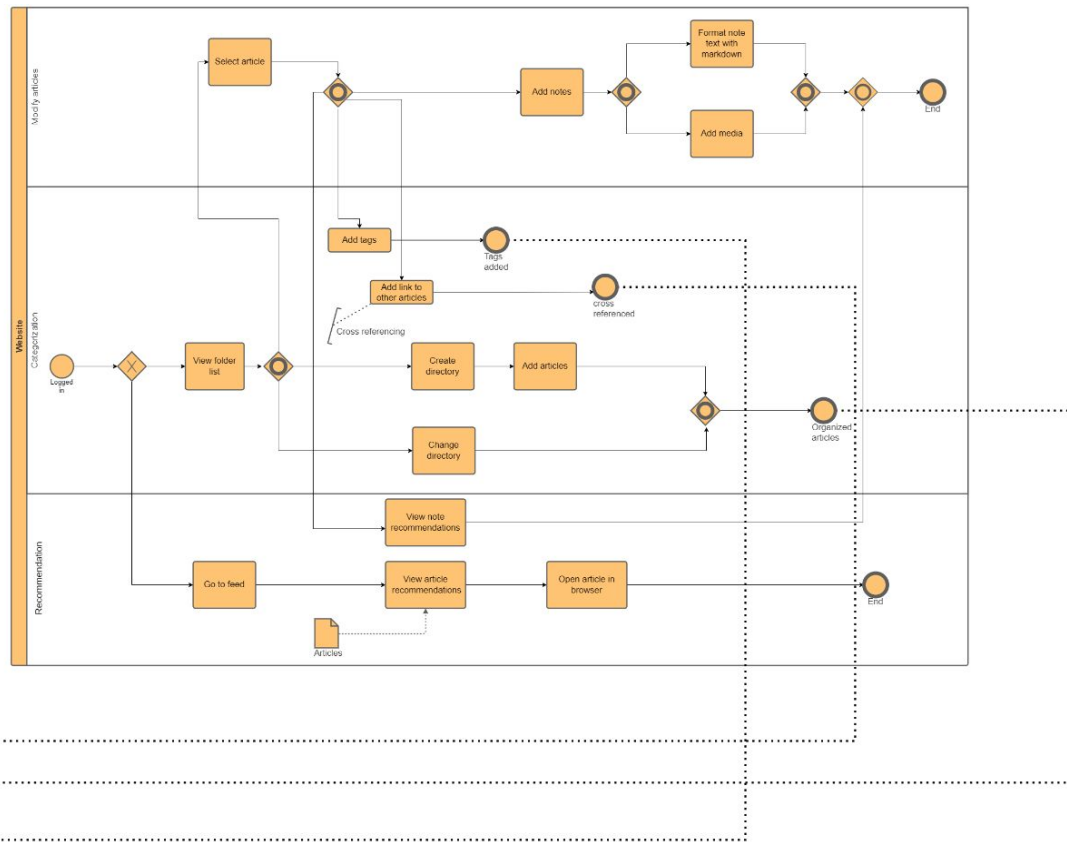 Website
Modify articles
Select article
Add notes
Format note
text with
markdown
Add media
End
Categorization
Add tags
Tags
added
Add link to
other articles
cross
referenced
Cross referencing
Logged
in
View folder
list
Create
directory
Add articles
Change
directory
Organized
articles
Recommendation
View note
recommendations
Go to feed
View article
recommendations
Open article in
browser
End
Articles